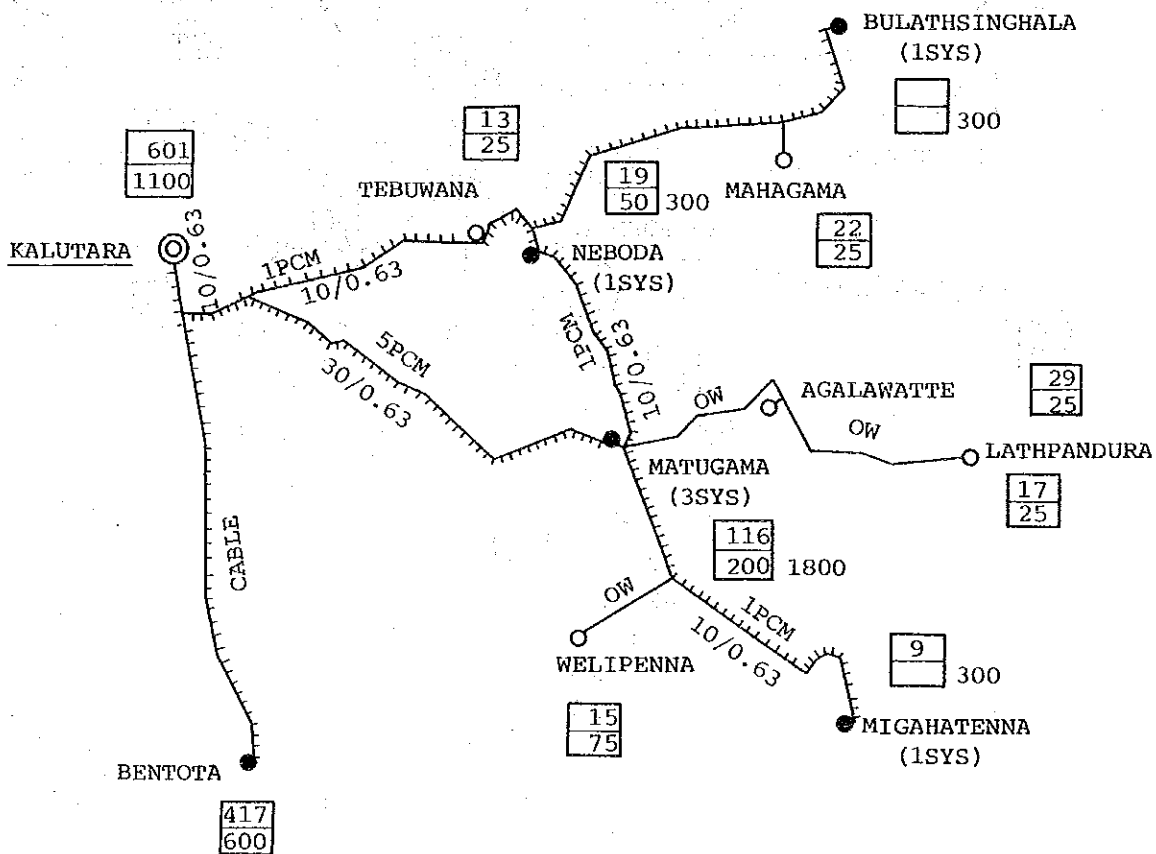 BULATHSINGHALA
(1SYS)
300
13
25
601
1100
TEBUWANA
19
50 300
MAHAGAMA
22
25
KALUTARA
10/0.63
1PCM
10/0.63
NEBODA
(1SYS)
5PCM
30/0.63
1PCM
10/0.63
OW
AGALAWATTE
29
25
OW
LATHPANDURA
17
25
MATUGAMA
(3SYS)
116
200 1800
CABLE
OW
WELIPENNA
15
75
1PCM
10/0.63
9
300
MIGAHATENNA
(1SYS)
BENTOTA
417
600